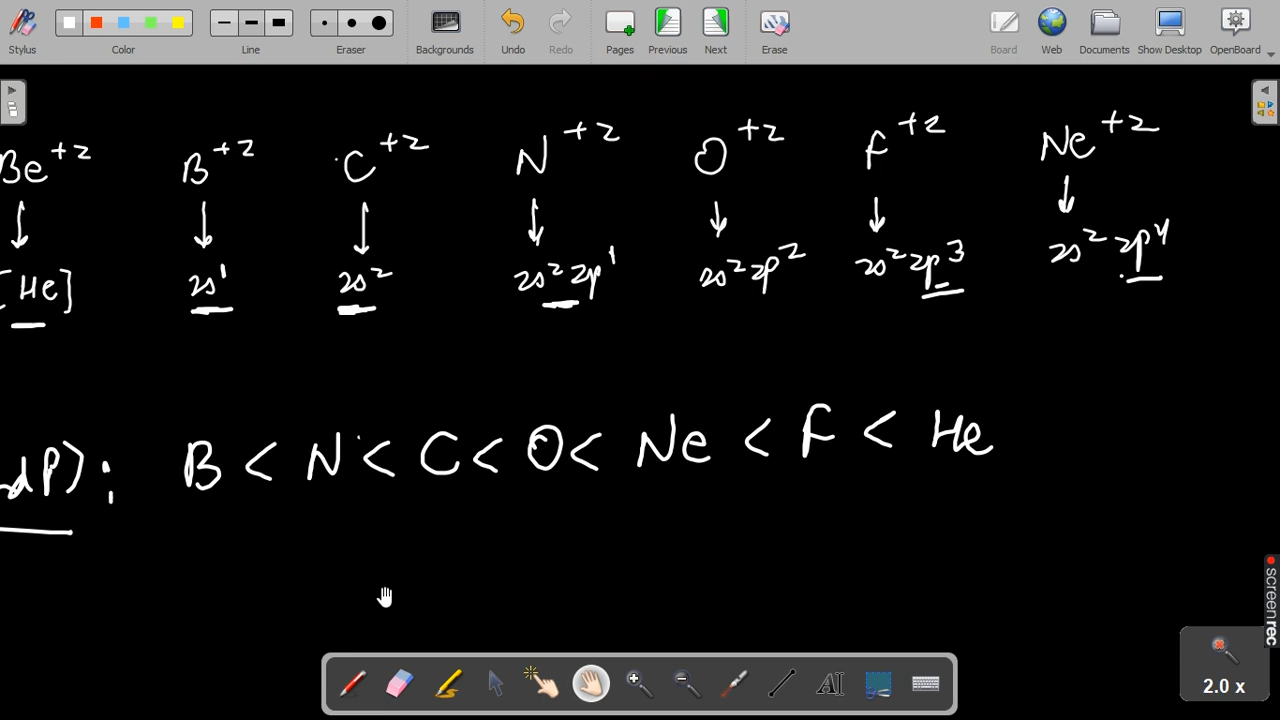 Stylus Color Line Eraser Backgrounds Undo Redo Pages Previous Next Erase Board Web Documents Show Desktop OpenBoard
Be+2 B+2 C+2 N+2 O+2 F+2 Ne+2
↓ ↓ ↓ ↓ ↓ ↓ ↓
[He] 2s1 2s2 2s2 2p1 2s2 2p2 2s2 2p3 2s2 2p4
IIIrd P) : B < N < C < O < Ne < F < He
screenrec
2.0 x